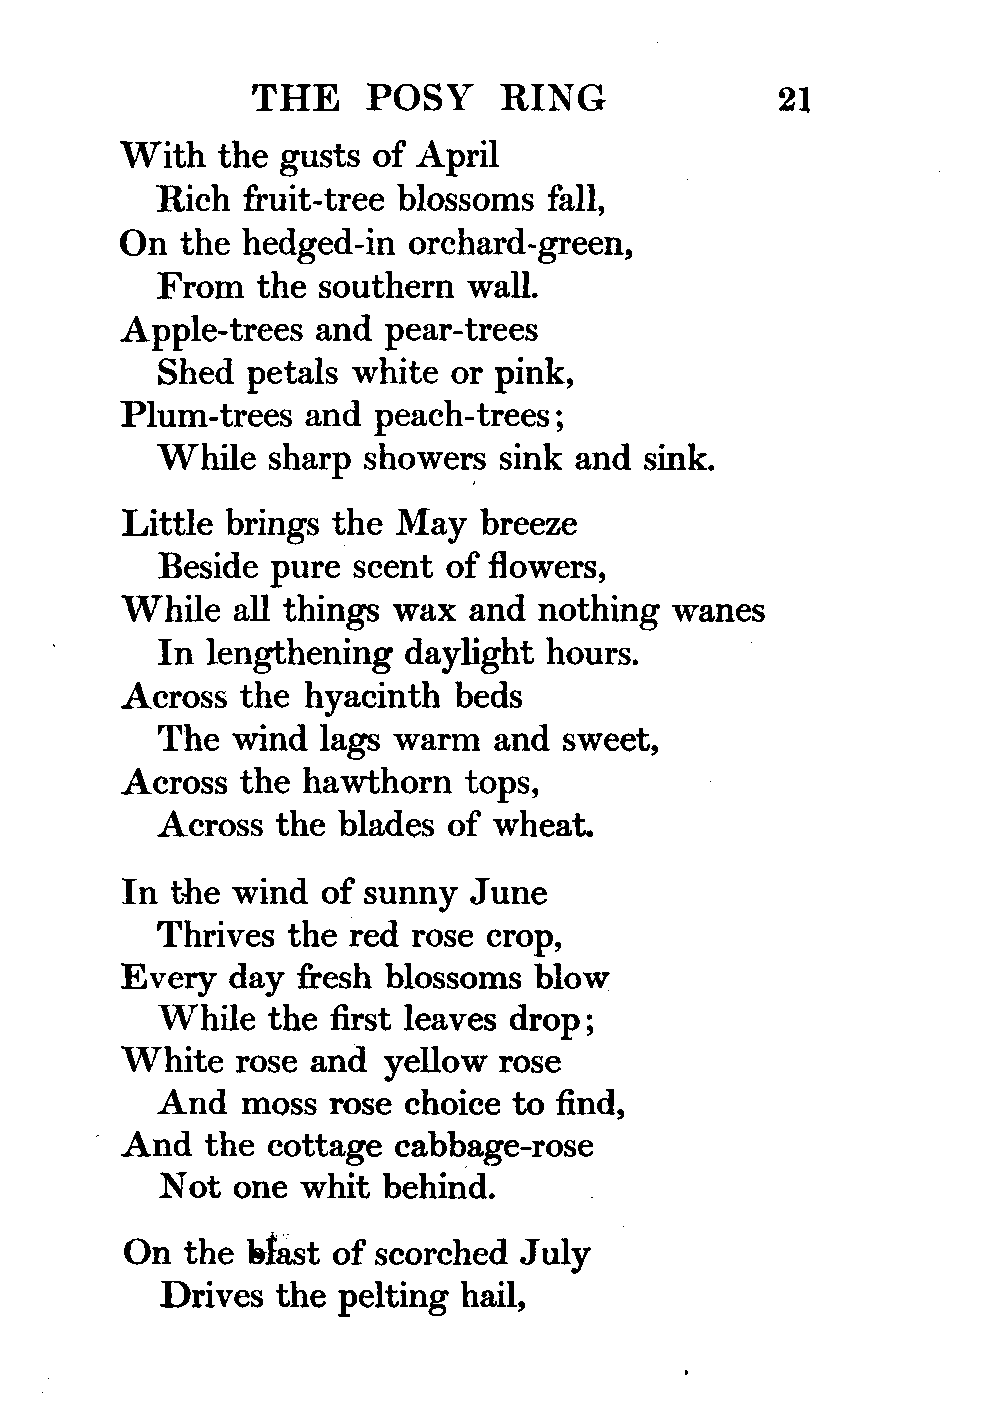 THE POSY RING 21
With the gusts of April
Rich fruit-tree blossoms fall,
On the hedged-in orchard-green,
From the southern wall.
Apple-trees and pear-trees
Shed petals white or pink,
Plum-trees and peach-trees;
While sharp showers sink and sink.
Little brings the May breeze
Beside pure scent of flowers,
While all things wax and nothing wanes
In lengthening daylight hours.
Across the hyacinth beds
The wind lags warm and sweet,
Across the hawthorn tops,
Across the blades of wheat.
In the wind of sunny June
Thrives the red rose crop,
Every day fresh blossoms blow
While the first leaves drop;
White rose and yellow rose
And moss rose choice to find,
And the cottage cabbage-rose
Not one whit behind.
On the blast of scorched July
Drives the pelting hail,